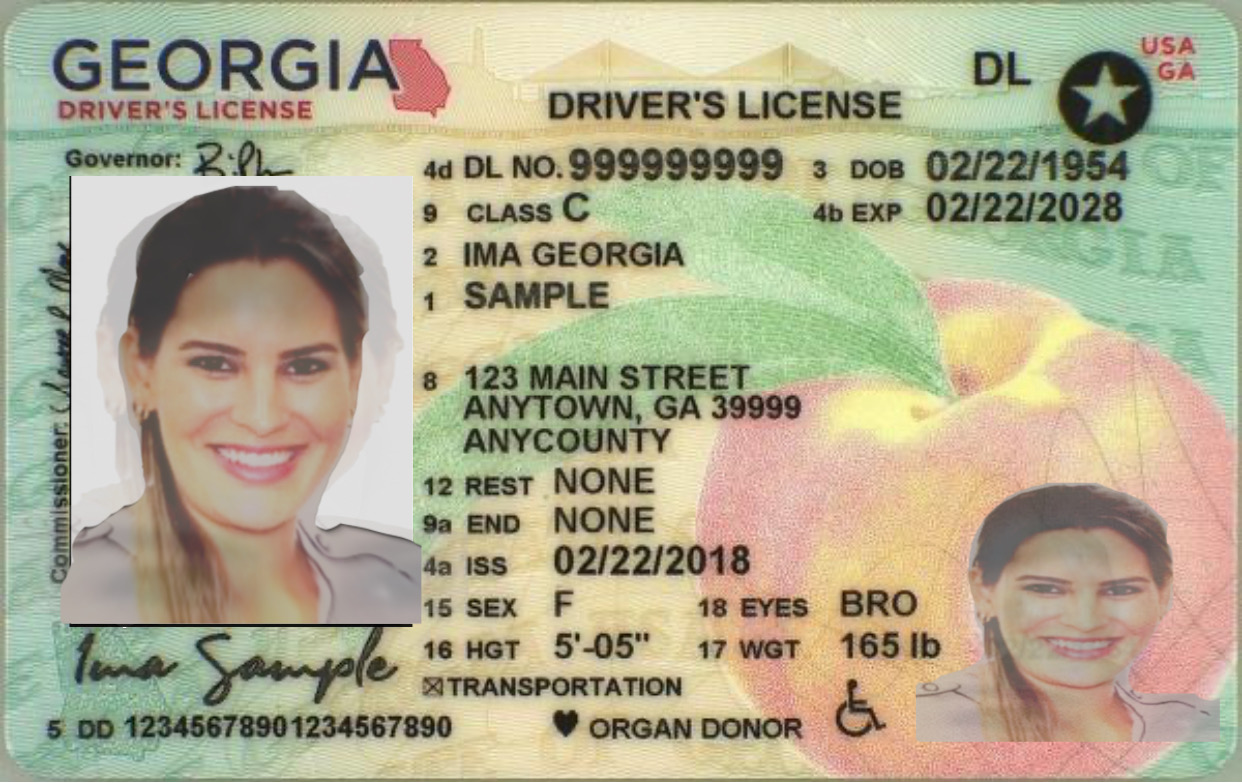 GEORGIA
DRIVER'S LICENSE
DRIVER'S LICENSE
DL
USA
GA
Governor:
4d DL NO. 999999999 3 DOB 02/22/1954
9 CLASS C 4b EXP 02/22/2028
2 IMA GEORGIA
1 SAMPLE
8 123 MAIN STREET
ANYTOWN, GA 39999
ANYCOUNTY
12 REST NONE
9a END NONE
4a ISS 02/22/2018
15 SEX F 18 EYES BRO
16 HGT 5'-05" 17 WGT 165 lb
☒TRANSPORTATION
♥ ORGAN DONOR
Commissioner:
Ima Sample
5 DD 12345678901234567890